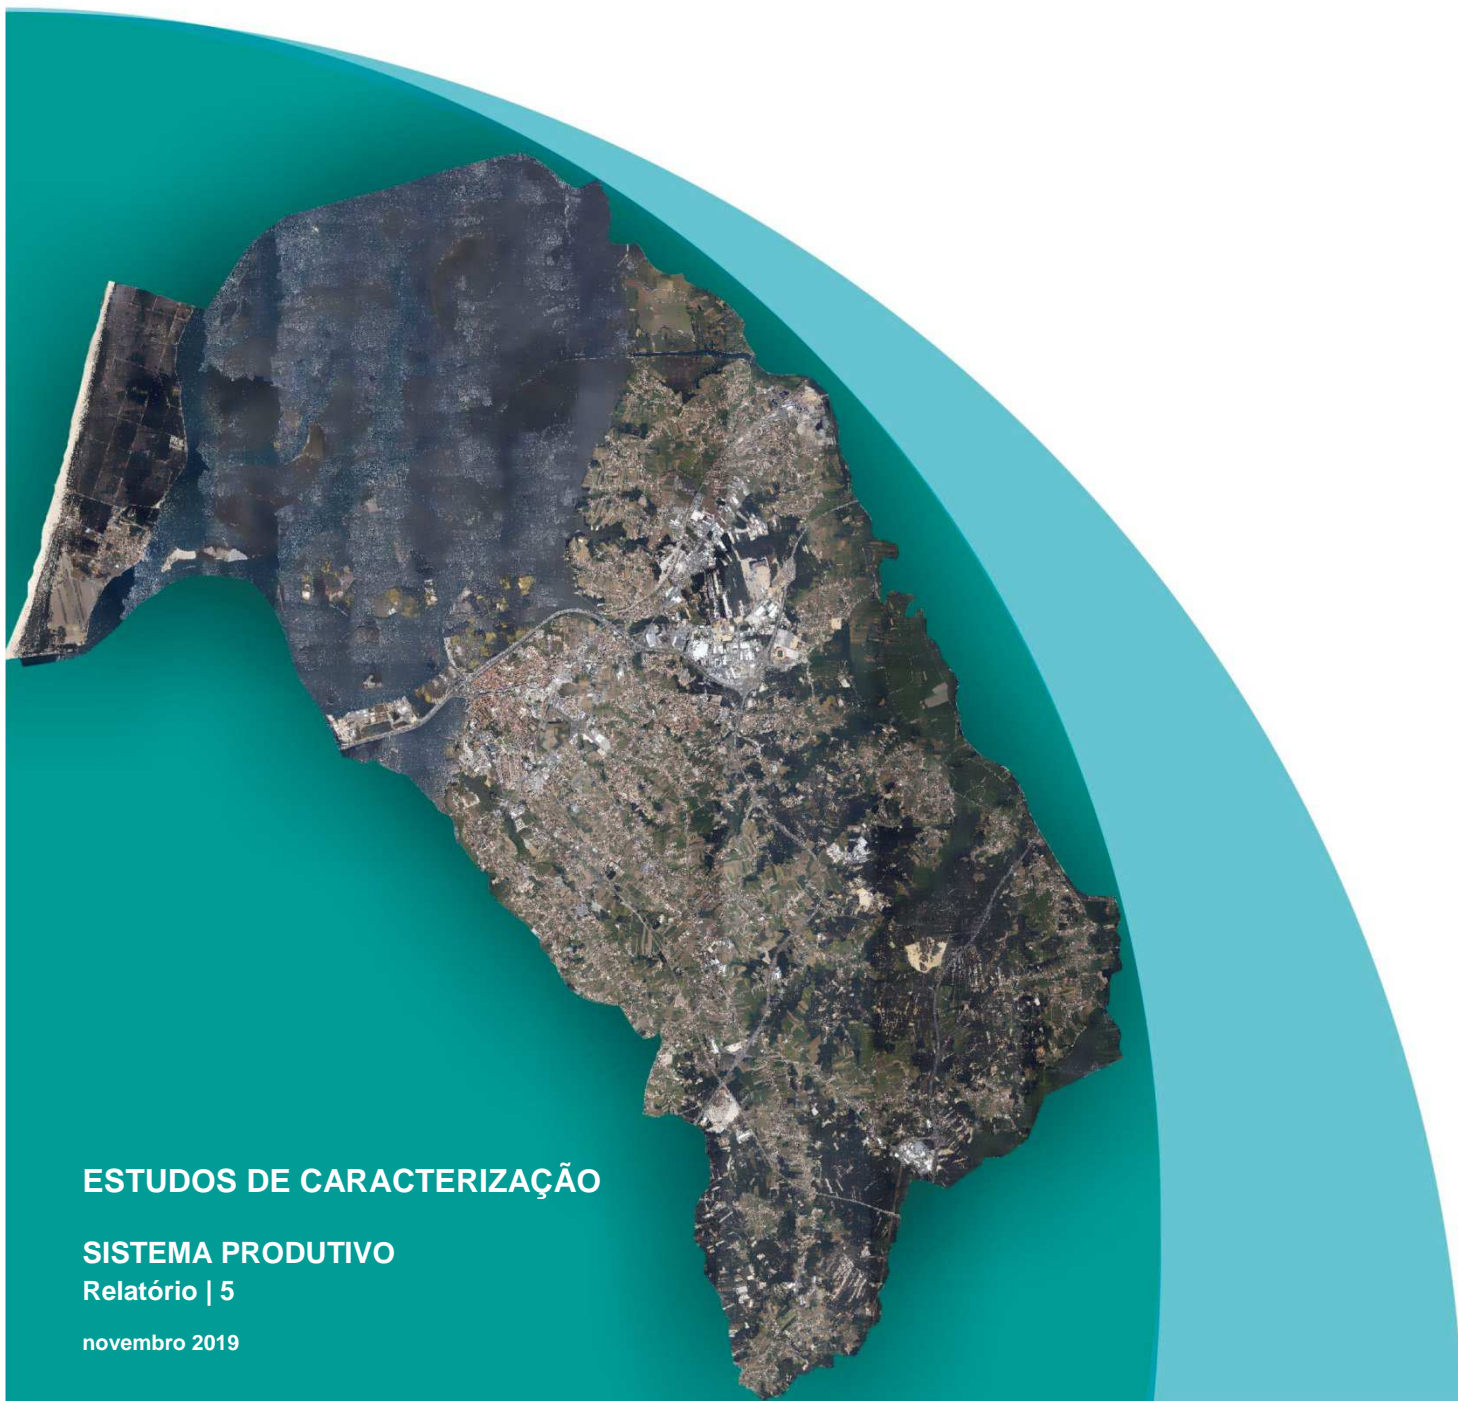 ESTUDOS DE CARACTERIZAÇÃO
SISTEMA PRODUTIVO
Relatório | 5
novembro 2019